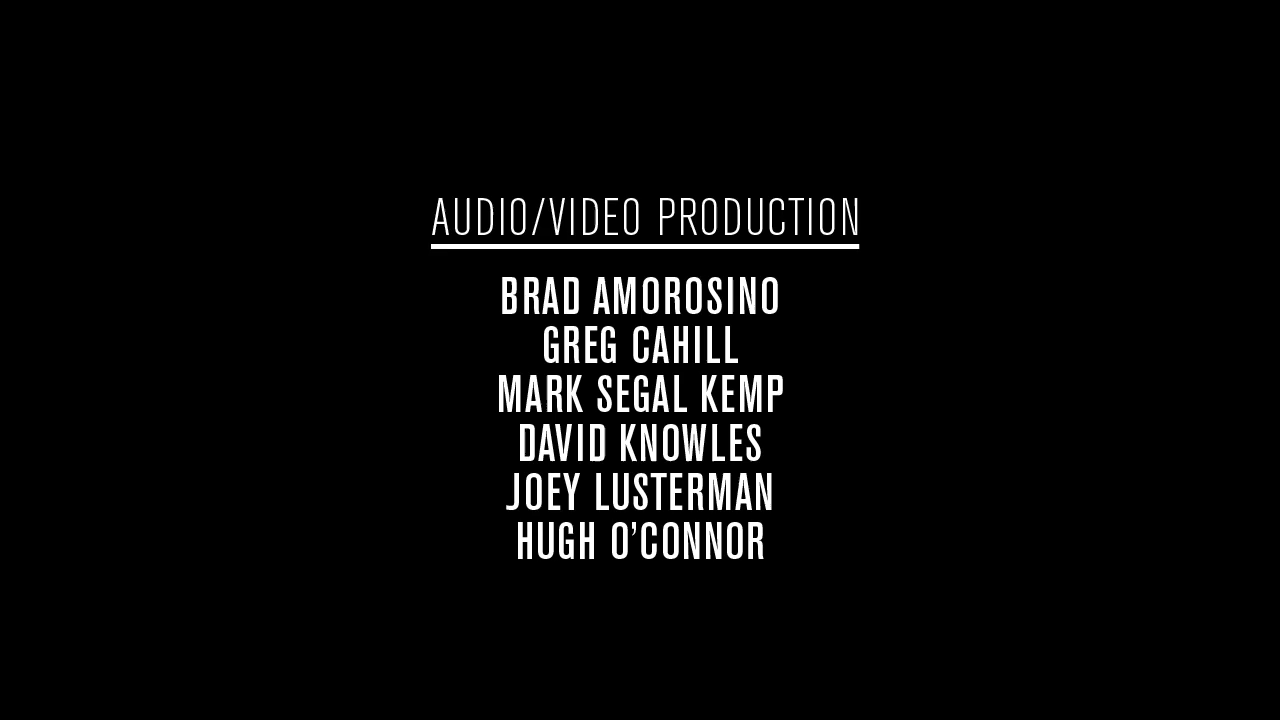 AUDIO/VIDEO PRODUCTION
BRAD AMOROSINO
GREG CAHILL
MARK SEGAL KEMP
DAVID KNOWLES
JOEY LUSTERMAN
HUGH O’CONNOR